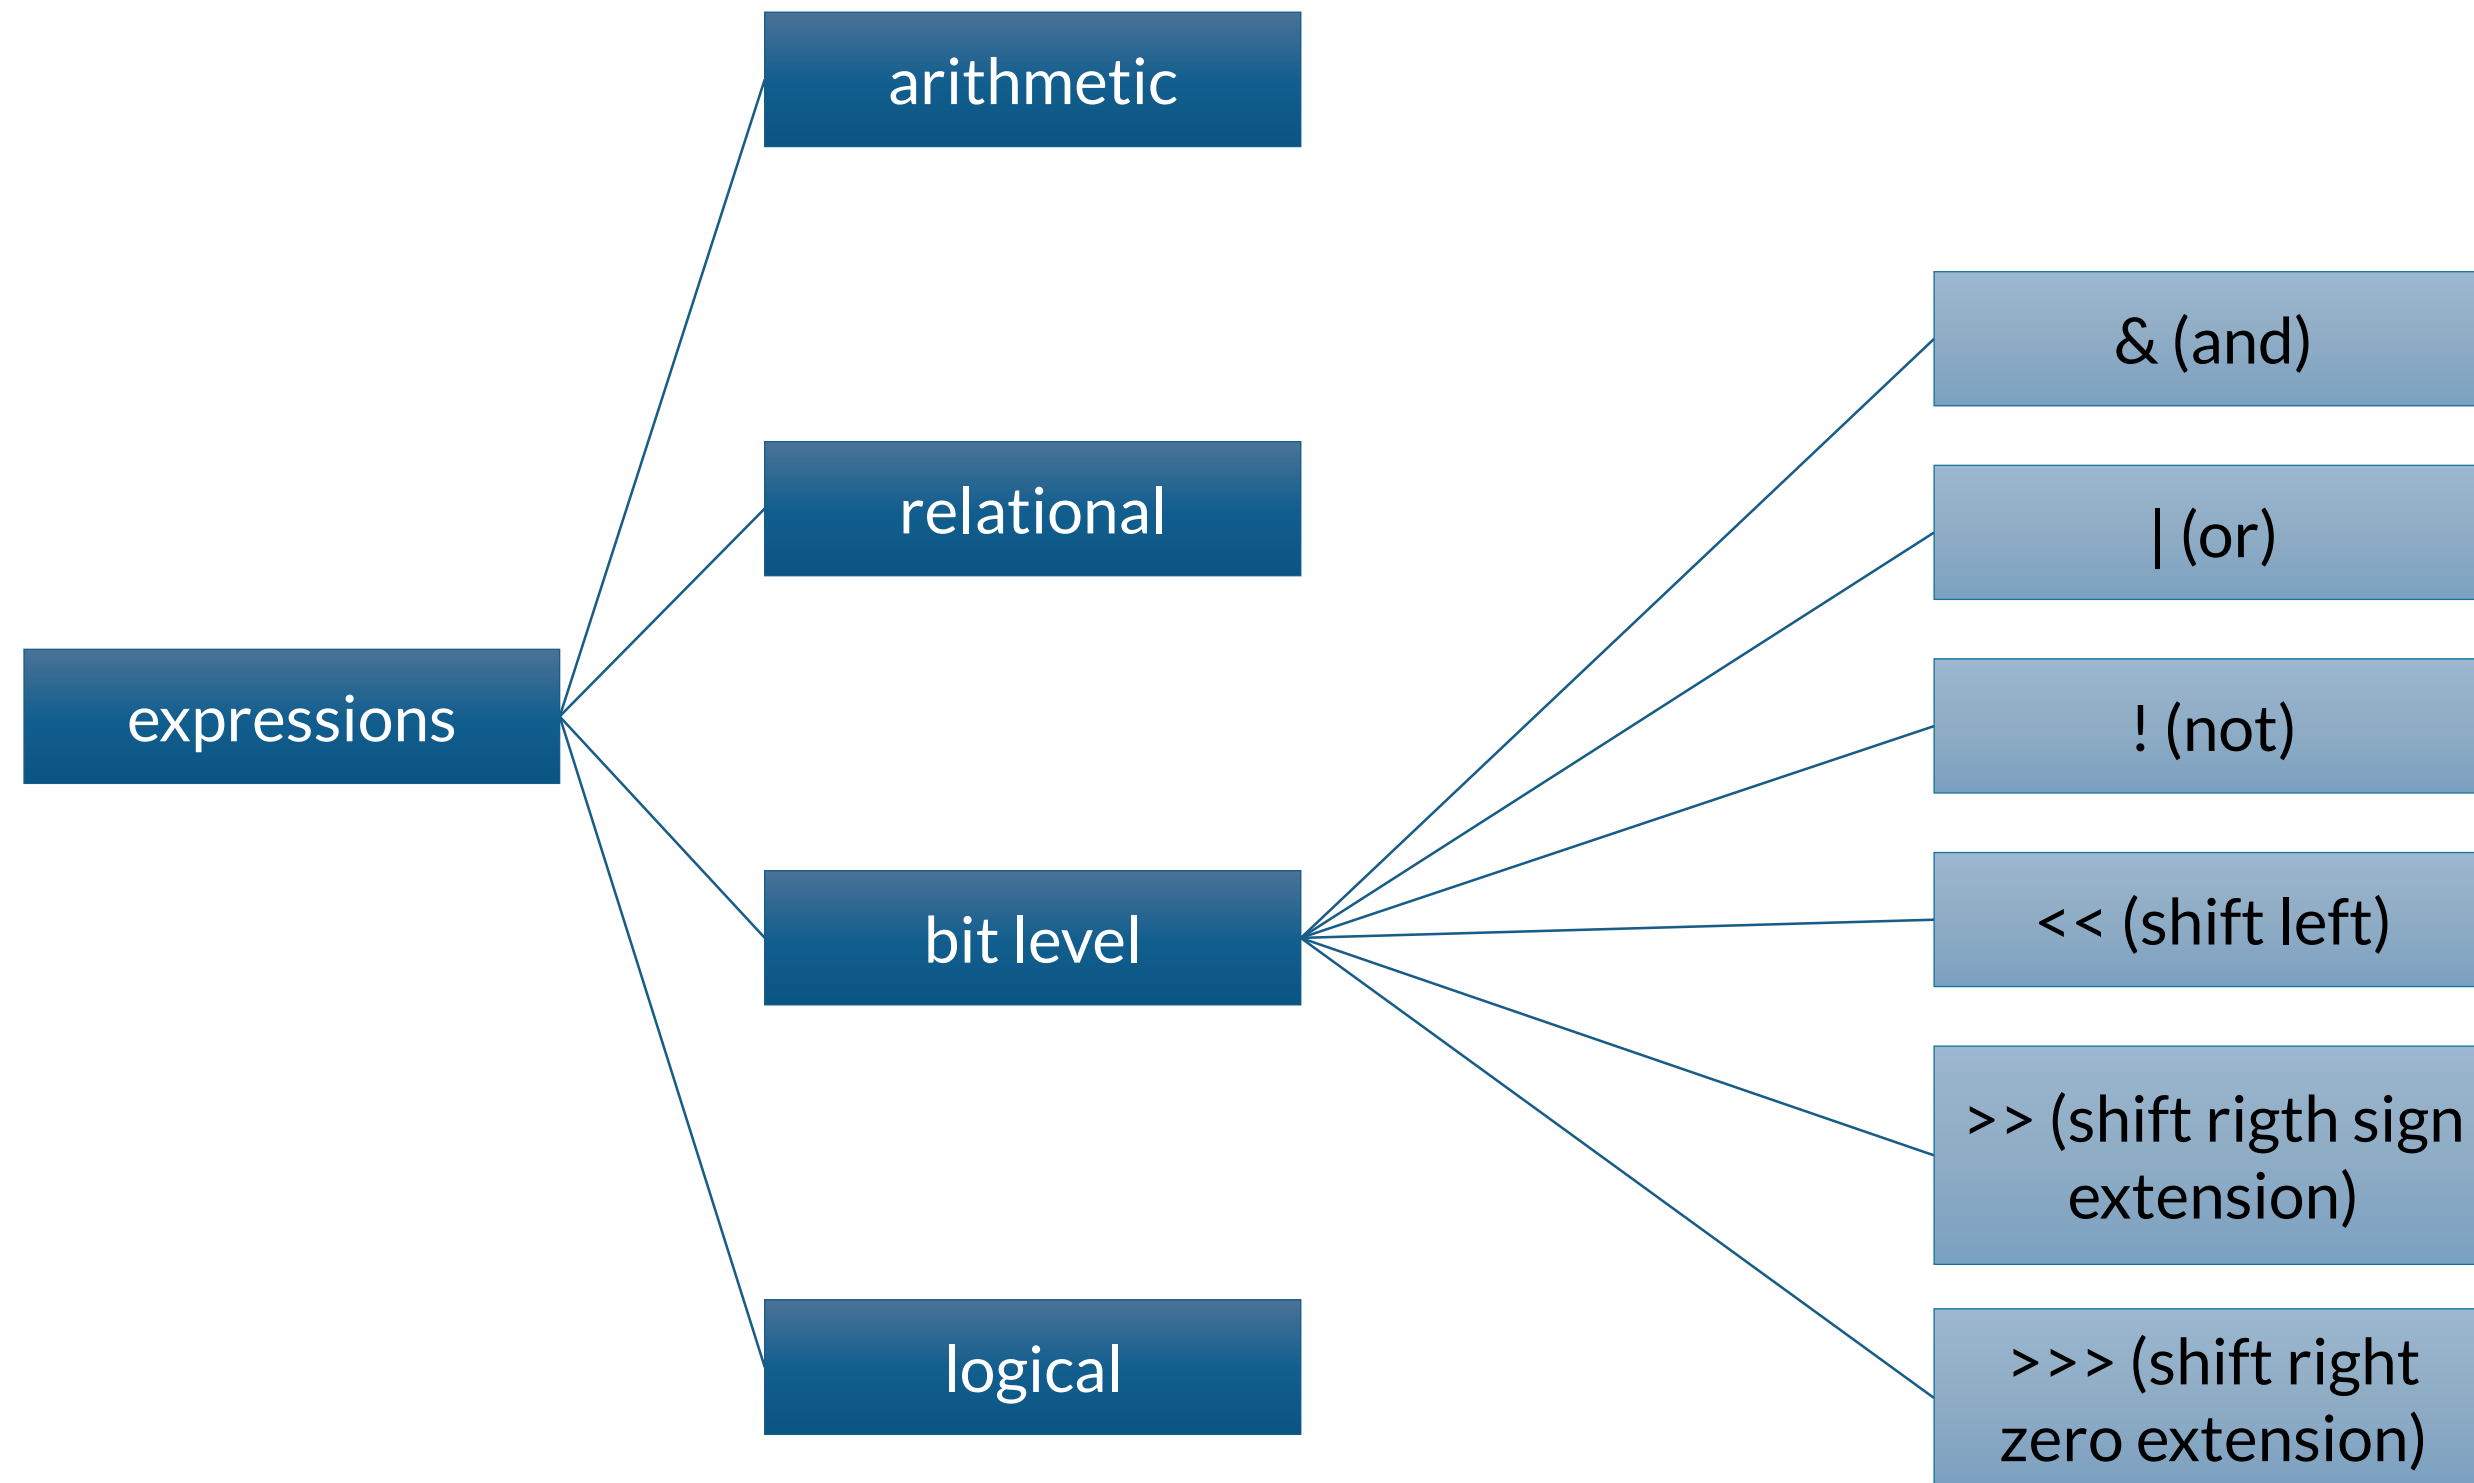 arithmetic
relational
expressions
bit level
logical
& (and)
| (or)
! (not)
<< (shift left)
>> (shift rigth sign
extension)
>>> (shift right
zero extension)